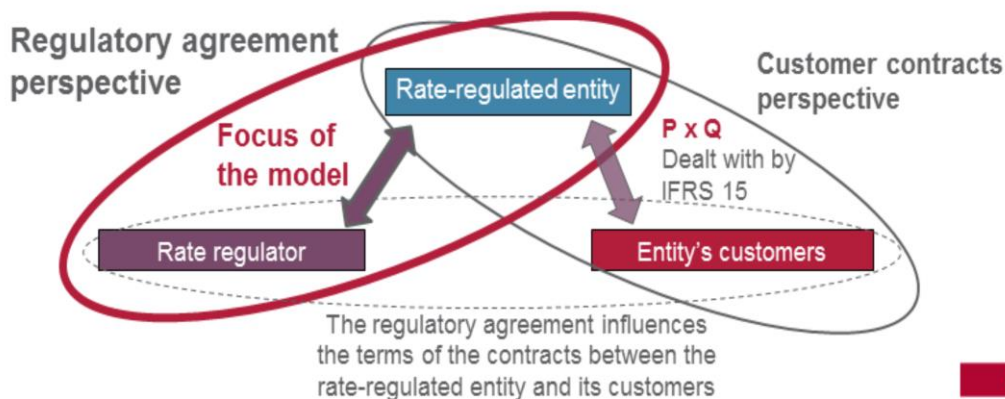 Regulatory agreement
perspective
Rate-regulated entity
Customer contracts
perspective
Focus of
the model
P x Q
Dealt with by
IFRS 15
Rate regulator
Entity's customers
The regulatory agreement influences
the terms of the contracts between the
rate-regulated entity and its customers